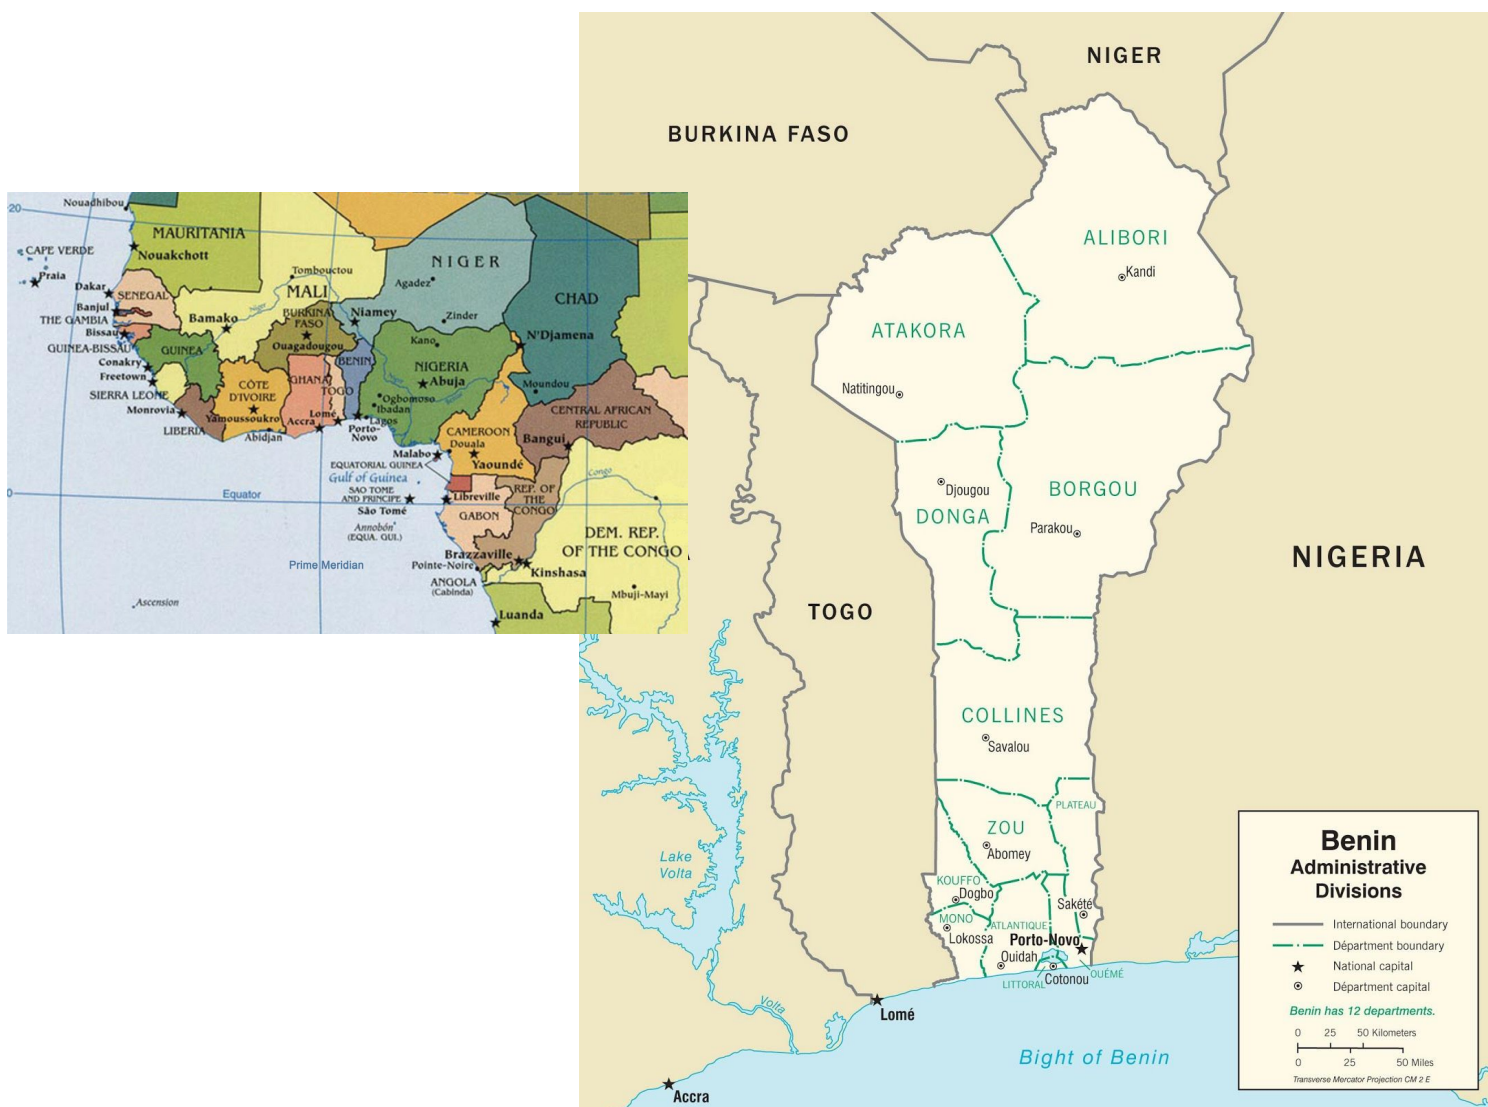 20
Nouadhibou
MAURITANIA
Nouakchott
CAPE VERDE
Praia
Dakar
SENEGAL
Banjul
THE GAMBIA
Bissau
GUINEA-BISSAU
Conakry
Freetown
SIERRA LEONE
Monrovia
LIBERIA
GUINEA
Bamako
Niger
Tombouctou
MALI
BURKINA
FASO
Ouagadougou
CÔTE
D'IVOIRE
Yamoussoukro
Abidjan
GHANA
Accra
TOGO
Lomé
BENIN
Porto-
Novo
NIGER
Agadez
Niamey
Zinder
CHAD
N'Djamena
Moundou
Kano
NIGERIA
Abuja
Ogbomoso
Ibadan
Lagos
CENTRAL AFRICAN
REPUBLIC
Bangui
CAMEROON
Douala
Yaoundé
Malabo
EQUATORIAL GUINEA
Gulf of Guinea
SAO TOME
AND PRINCIPE
São Tomé
Libreville
GABON
REP. OF
THE
CONGO
Congo
Annobón
(EQUA. GUI.)
0
Equator
Prime Meridian
DEM. REP.
OF THE CONGO
Brazzaville
Pointe-Noire
Kinshasa
ANGOLA
(Cabinda)
Mbuji-Mayi
Luanda
Ascension
NIGER
BURKINA FASO
ALIBORI
Kandi
ATAKORA
Natitingou
BORGOU
Djougou
DONGA
Parakou
NIGERIA
TOGO
COLLINES
Savalou
PLATEAU
ZOU
Abomey
Lake
Volta
KOUFFO
Dogbo
Sakété
MONO
ATLANTIQUE
Lokossa
Porto-Novo
Ouidah
OUÉMÉ
LITTORAL
Cotonou
Volta
Lomé
Bight of Benin
Accra
Benin
Administrative
Divisions
International boundary
Départment boundary
National capital
Départment capital
Benin has 12 departments.
0 25 50 Kilometers
0 25 50 Miles
Transverse Mercator Projection CM 2 E